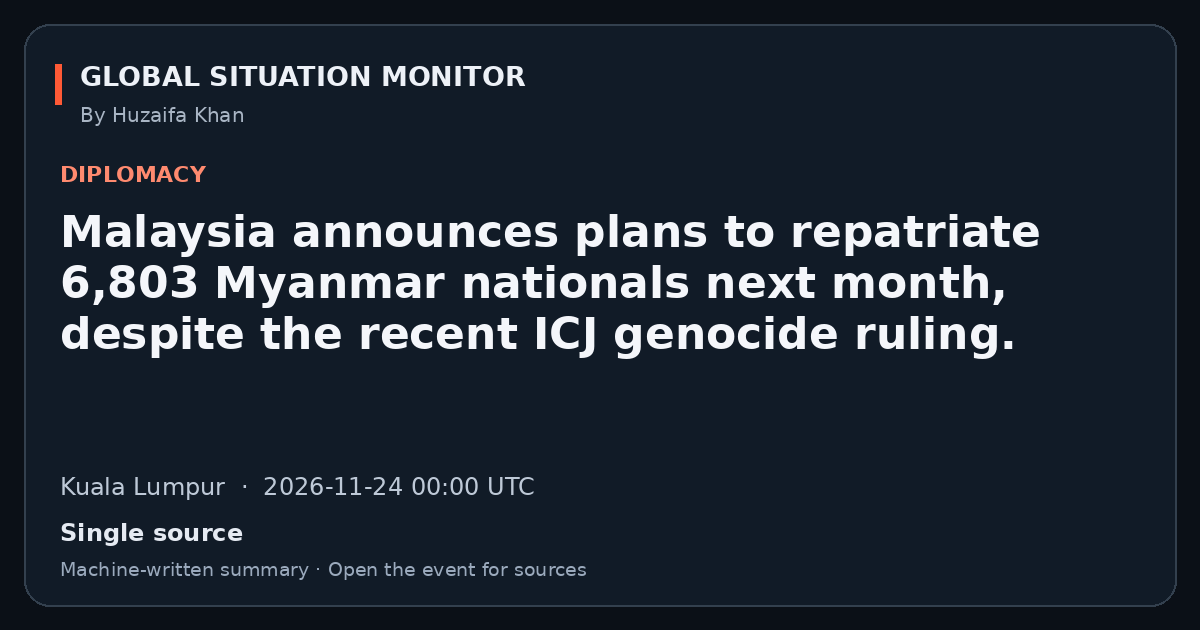 GLOBAL SITUATION MONITOR
By Huzaifa Khan
DIPLOMACY
Malaysia announces plans to repatriate
6,803 Myanmar nationals next month,
despite the recent ICJ genocide ruling.
Kuala Lumpur · 2026-11-24 00:00 UTC
Single source
Machine-written summary · Open the event for sources